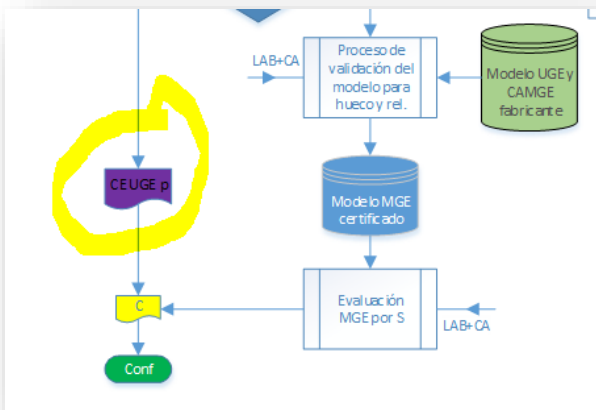 LAB+CA
Proceso de
validación del
modelo para
hueco y rel.
Modelo UGE y
CAMGE
fabricante
CEUGE p
Modelo MGE
certificado
C
Evaluación
MGE por S
LAB+CA
Conf